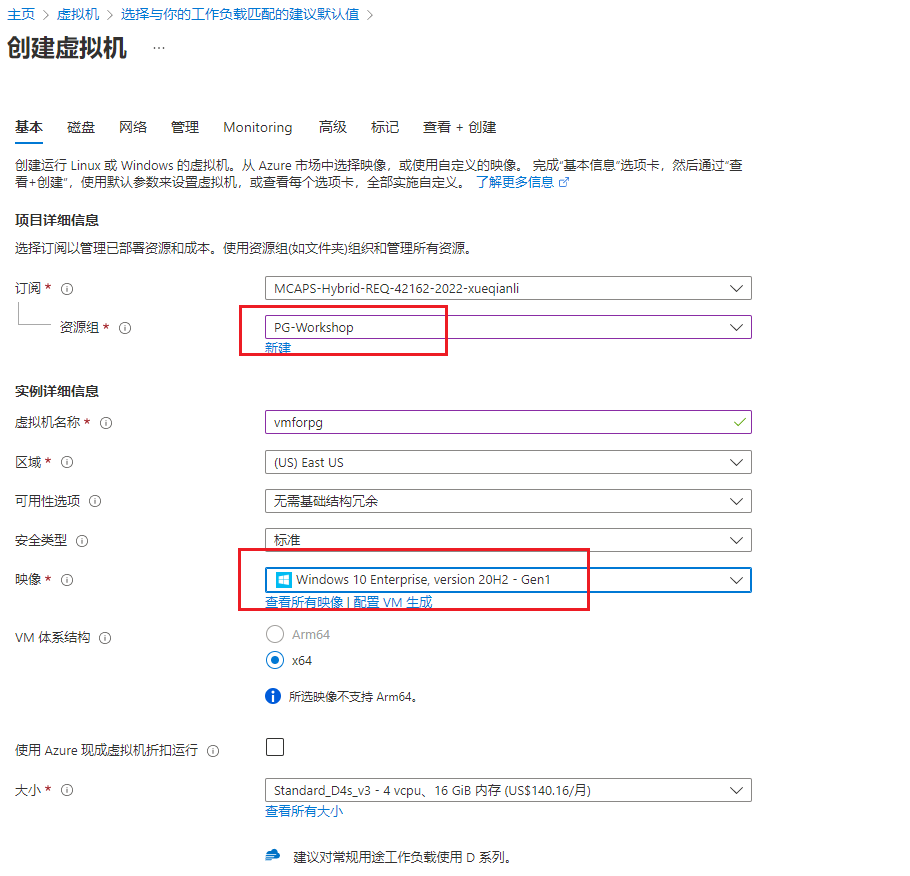 主页 > 虚拟机 > 选择与你的工作负载匹配的建议默认值 >
创建虚拟机 ...
基本 磁盘 网络 管理 Monitoring 高级 标记 查看 + 创建
创建运行 Linux 或 Windows 的虚拟机。从 Azure 市场中选择映像，或使用自定义的映像。 完成“基本信息”选项卡，然后通过“查
看+创建”，使用默认参数来设置虚拟机，或查看每个选项卡，全部实施自定义。 了解更多信息
项目详细信息
选择订阅以管理已部署资源和成本。使用资源组(如文件夹)组织和管理所有资源。
订阅 * MCAPS-Hybrid-REQ-42162-2022-xueqianli
资源组 * PG-Workshop
新建
实例详细信息
虚拟机名称 * vmforpg
区域 * (US) East US
可用性选项 无需基础结构冗余
安全类型 标准
映像 * Windows 10 Enterprise, version 20H2 - Gen1
查看所有映像 | 配置 VM 生成
VM 体系结构 Arm64
x64
所选映像不支持 Arm64。
使用 Azure 现成虚拟机折扣运行
大小 * Standard_D4s_v3 - 4 vcpu、16 GiB 内存 (US$140.16/月)
查看所有大小
建议对常规用途工作负载使用 D 系列。